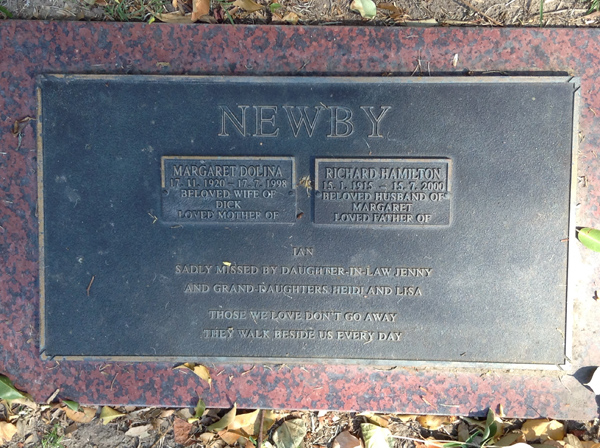 NEWBY
MARGARET DOLINA
17. 11. 1920 – 17. 7. 1998
BELOVED WIFE OF
DICK
LOVED MOTHER OF
RICHARD HAMILTON
15. 1. 1915 – 15. 7. 2000
BELOVED HUSBAND OF
MARGARET
LOVED FATHER OF
IAN
SADLY MISSED BY DAUGHTER-IN-LAW JENNY
AND GRAND-DAUGHTERS HEIDI AND LISA
THOSE WE LOVE DON'T GO AWAY
THEY WALK BESIDE US EVERY DAY